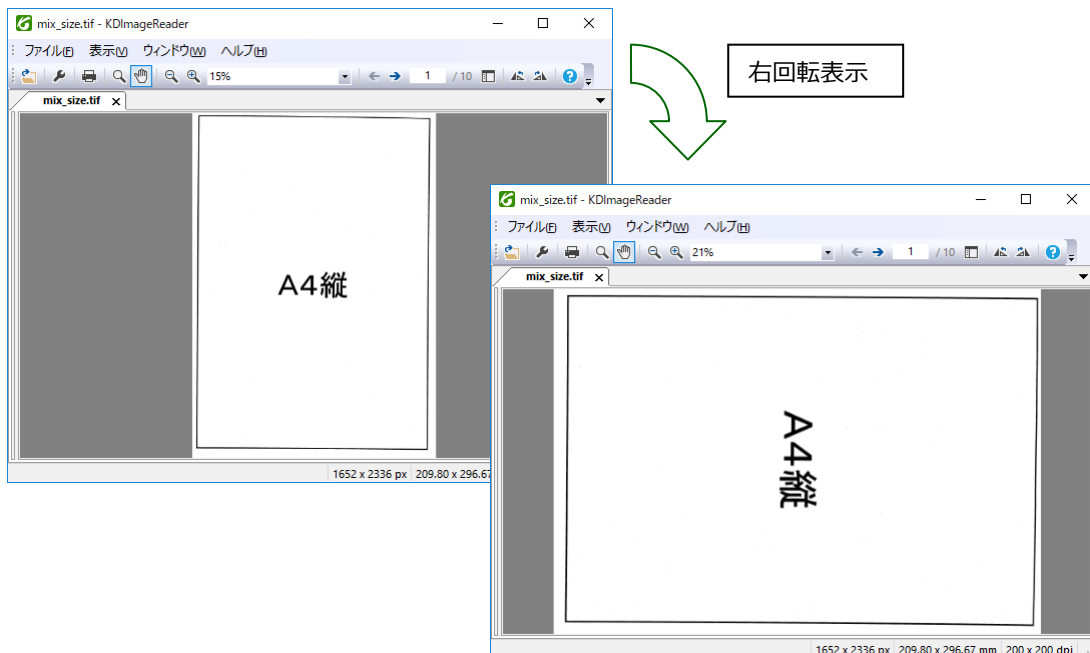 mix_size.tif - KDImageReader
ファイル(F) 表示(V) ウィンドウ(W) ヘルプ(H)
15% 1 / 10
mix_size.tif
A4縦
1652 x 2336 px 209.80 x 296.67
右回転表示
mix_size.tif - KDImageReader
ファイル(F) 表示(V) ウィンドウ(W) ヘルプ(H)
21% 1 / 10
mix_size.tif
A4縦
1652 x 2336 px 209.80 x 296.67 mm 200 x 200 dpi